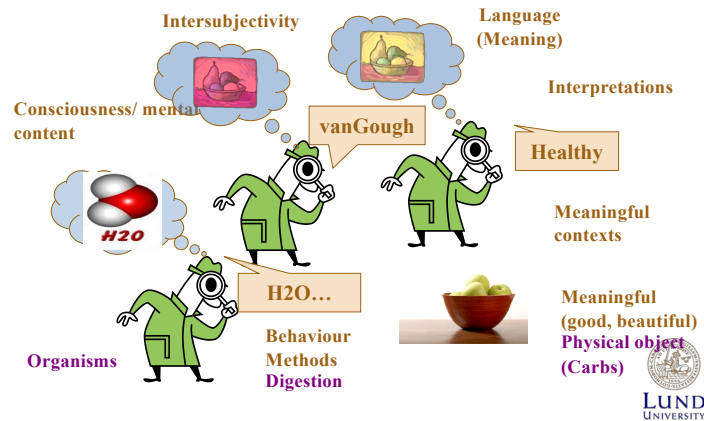 Intersubjectivity
Language
(Meaning)
Interpretations
Consciousness/ mental
content
vanGough
Healthy
H2O
Meaningful
contexts
H2O…
Meaningful
(good, beautiful)
Physical object
(Carbs)
Behaviour
Methods
Digestion
Organisms
LUND
UNIVERSITY